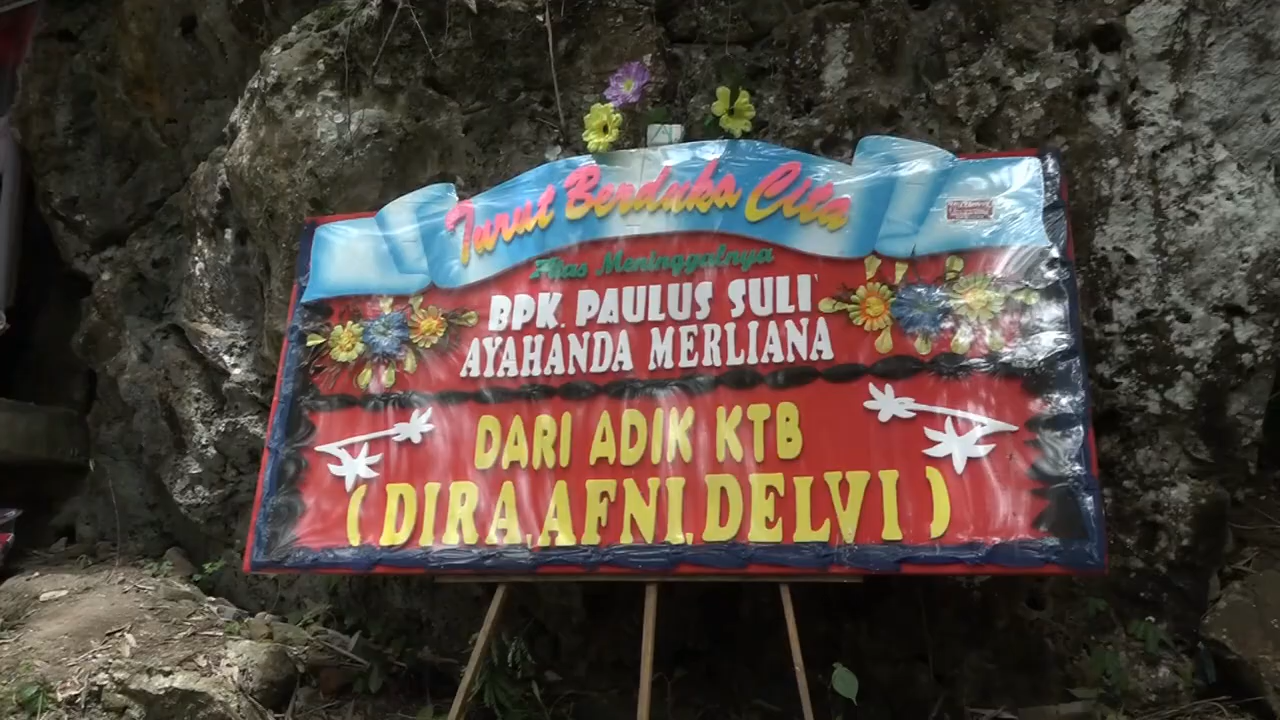 Turut Berduka Cita
Atas Meninggalnya
BPK. PAULUS SULI'
AYAHANDA MERLIANA
DARI ADIK KTB
( DIRA, AFNI, DELVI )